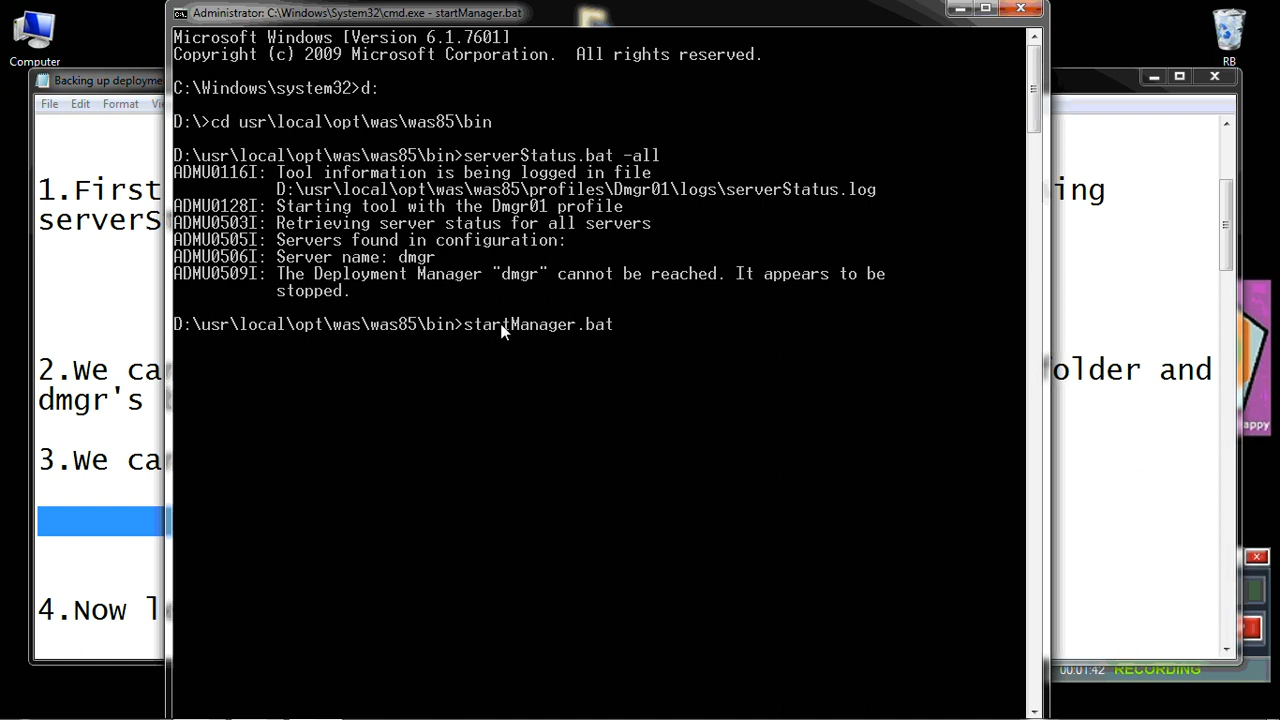 Administrator: C:\Windows\System32\cmd.exe - startManager.bat
Computer
RB
Microsoft Windows [Version 6.1.7601]
Copyright (c) 2009 Microsoft Corporation.  All rights reserved.
C:\Windows\system32>d:
D:\>cd usr\local\opt\was\was85\bin
D:\usr\local\opt\was\was85\bin>serverStatus.bat -all
ADMU0116I: Tool information is being logged in file
D:\usr\local\opt\was\was85\profiles\Dmgr01\logs\serverStatus.log
ADMU0128I: Starting tool with the Dmgr01 profile
ADMU0503I: Retrieving server status for all servers
ADMU0505I: Servers found in configuration:
ADMU0506I: Server name: dmgr
ADMU0509I: The Deployment Manager "dmgr" cannot be reached. It appears to be
stopped.
D:\usr\local\opt\was\was85\bin>startManager.bat
Backing up deployme
File Edit Format Vi
1.First ing
serverS
2.We ca older and
dmgr's
3.We ca
4.Now l
appy
00:01:42 RECORDING